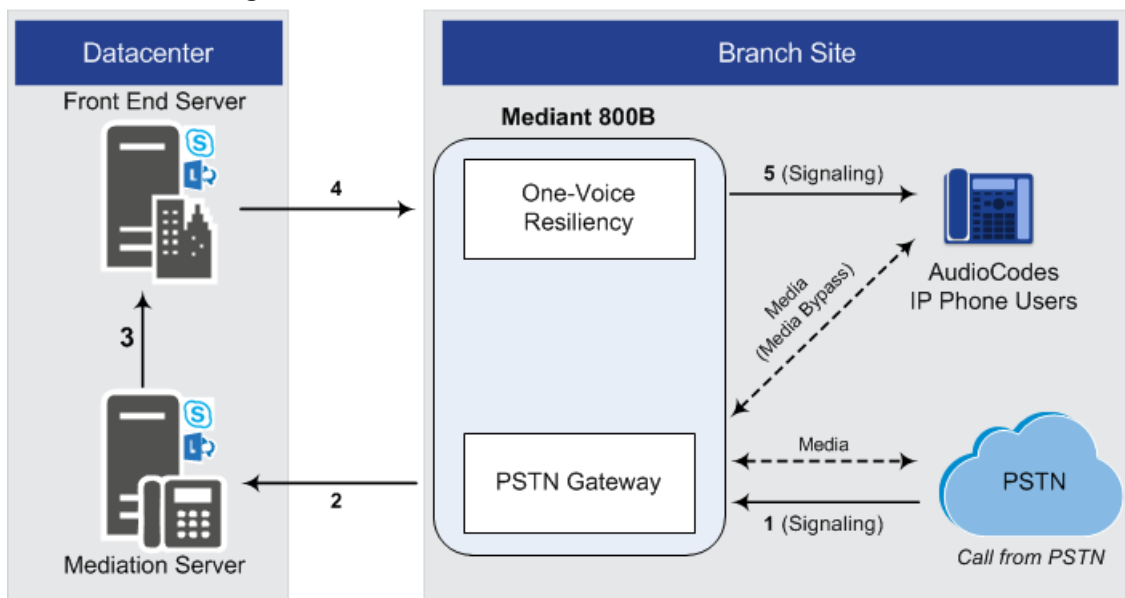 Datacenter
Branch Site
Front End Server
Mediant 800B
S
L
4
One-Voice
Resiliency
5 (Signaling)
AudioCodes
IP Phone Users
Media
(Media Bypass)
3
S
L
Media
PSTN Gateway
PSTN
2
1 (Signaling)
Mediation Server
Call from PSTN